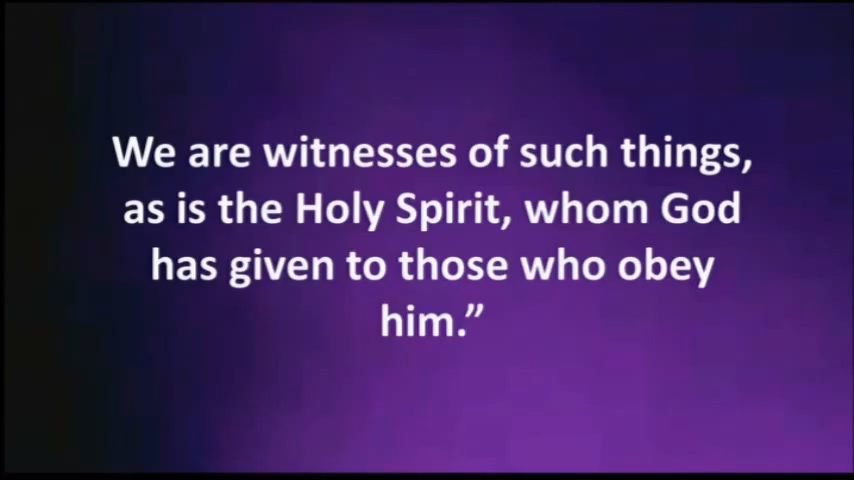 We are witnesses of such things,
as is the Holy Spirit, whom God
has given to those who obey
him.”